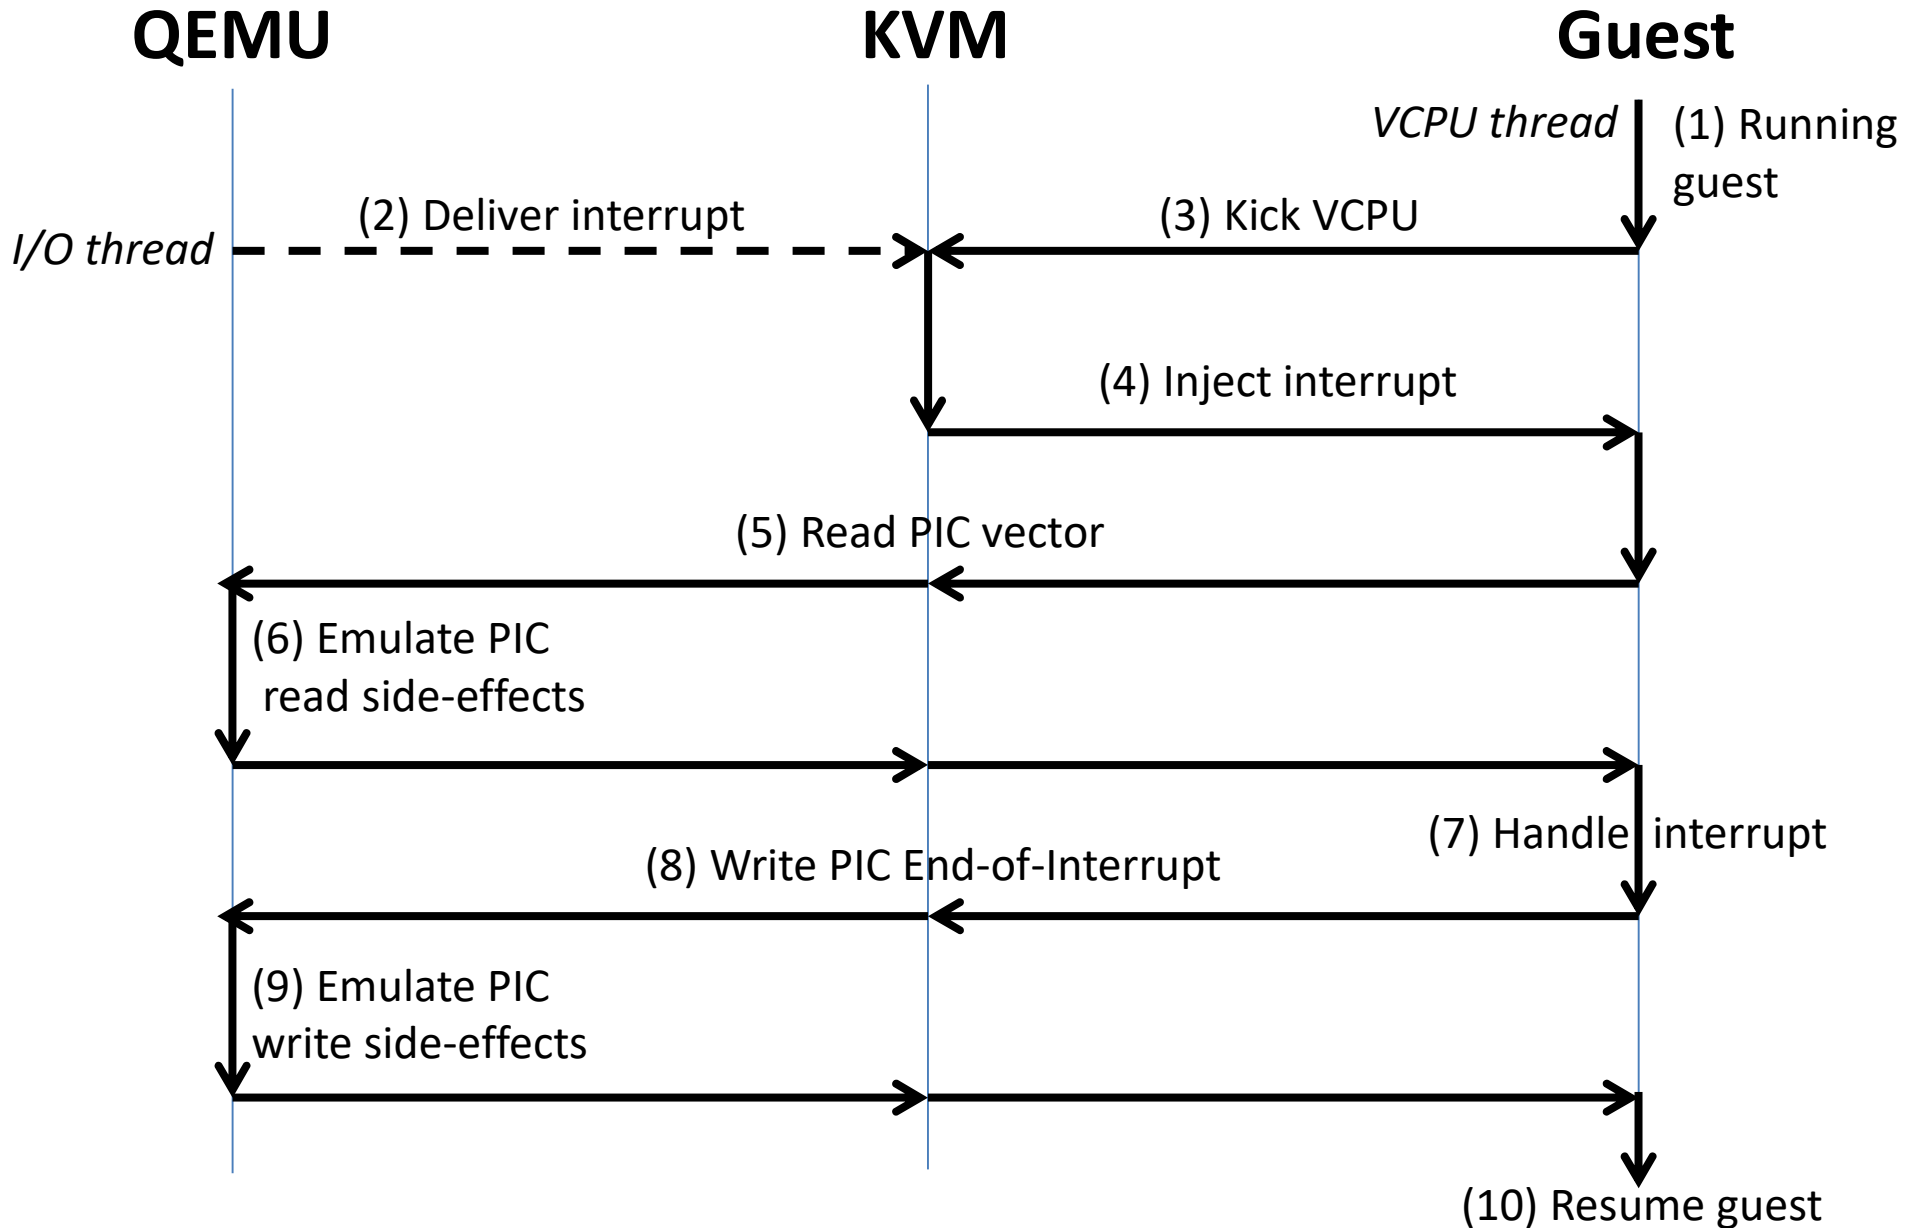 QEMU
KVM
Guest
VCPU thread
(1) Running
guest
(2) Deliver interrupt
(3) Kick VCPU
I/O thread
(4) Inject interrupt
(5) Read PIC vector
(6) Emulate PIC
read side-effects
(7) Handle interrupt
(8) Write PIC End-of-Interrupt
(9) Emulate PIC
write side-effects
(10) Resume guest